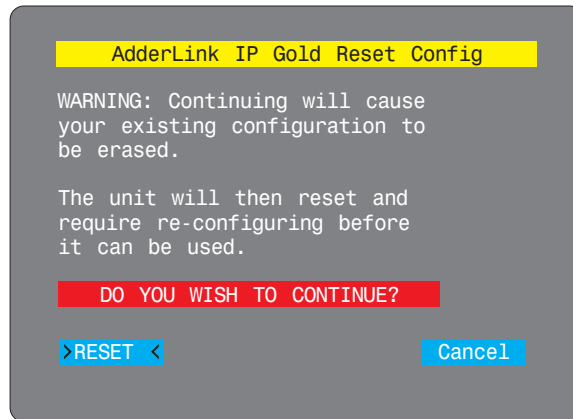 AdderLink IP Gold Reset Config
WARNING: Continuing will cause
your existing configuration to
be erased.
The unit will then reset and
require re-configuring before
it can be used.
DO YOU WISH TO CONTINUE?
>RESET < Cancel